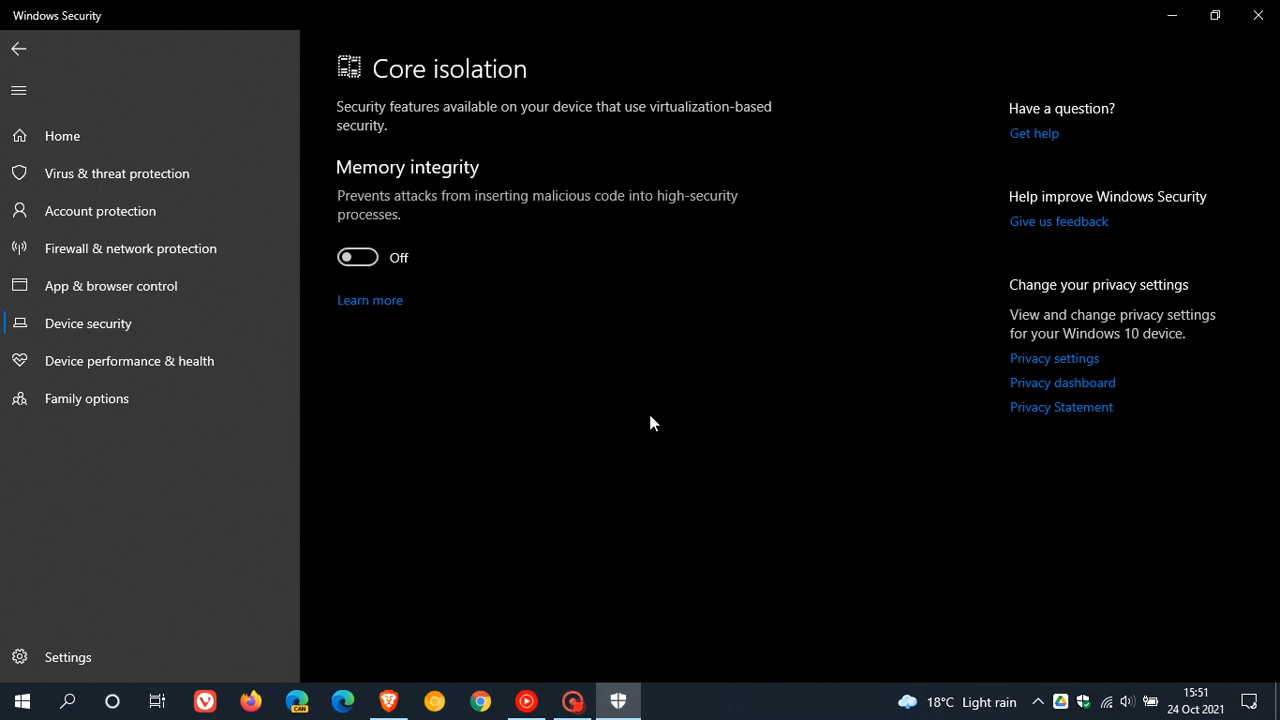 Windows Security
Home
Virus & threat protection
Account protection
Firewall & network protection
App & browser control
Device security
Device performance & health
Family options
Settings
Core isolation
Security features available on your device that use virtualization-based
security.
Memory integrity
Prevents attacks from inserting malicious code into high-security
processes.
Off
Learn more
Have a question?
Get help
Help improve Windows Security
Give us feedback
Change your privacy settings
View and change privacy settings
for your Windows 10 device.
Privacy settings
Privacy dashboard
Privacy Statement
CAN
18°C Light rain
15:51
24 Oct 2021